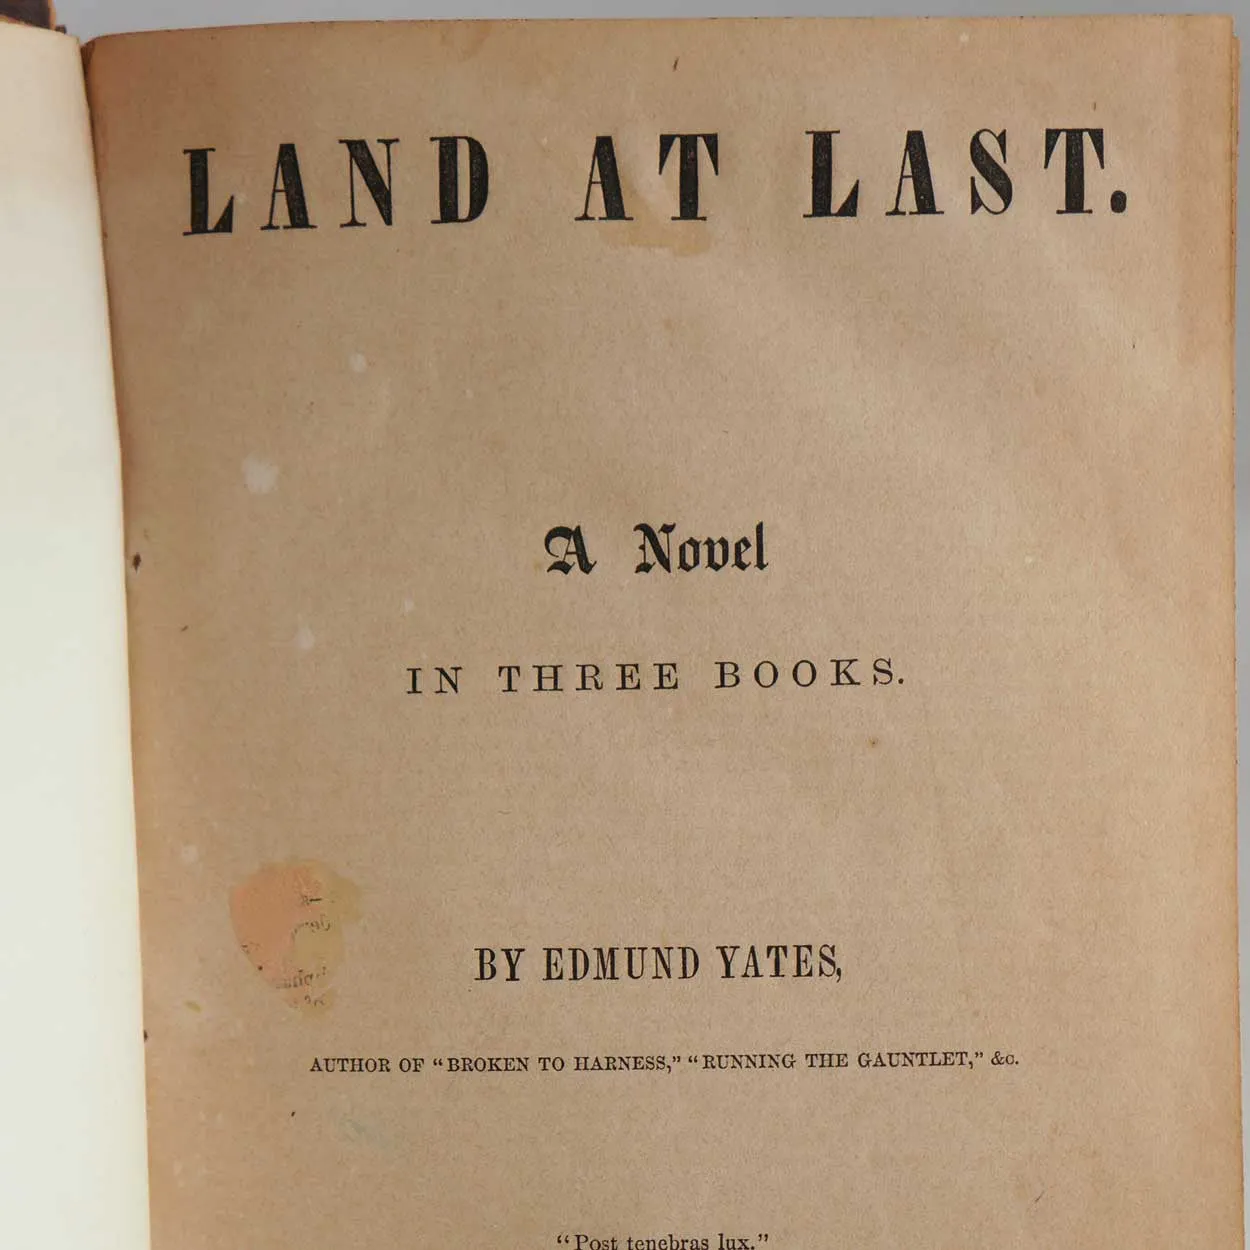 LAND AT LAST.
A Novel
IN THREE BOOKS.
BY EDMUND YATES,
AUTHOR OF “BROKEN TO HARNESS,” “RUNNING THE GAUNTLET,” &c.
“Post tenebras lux.”